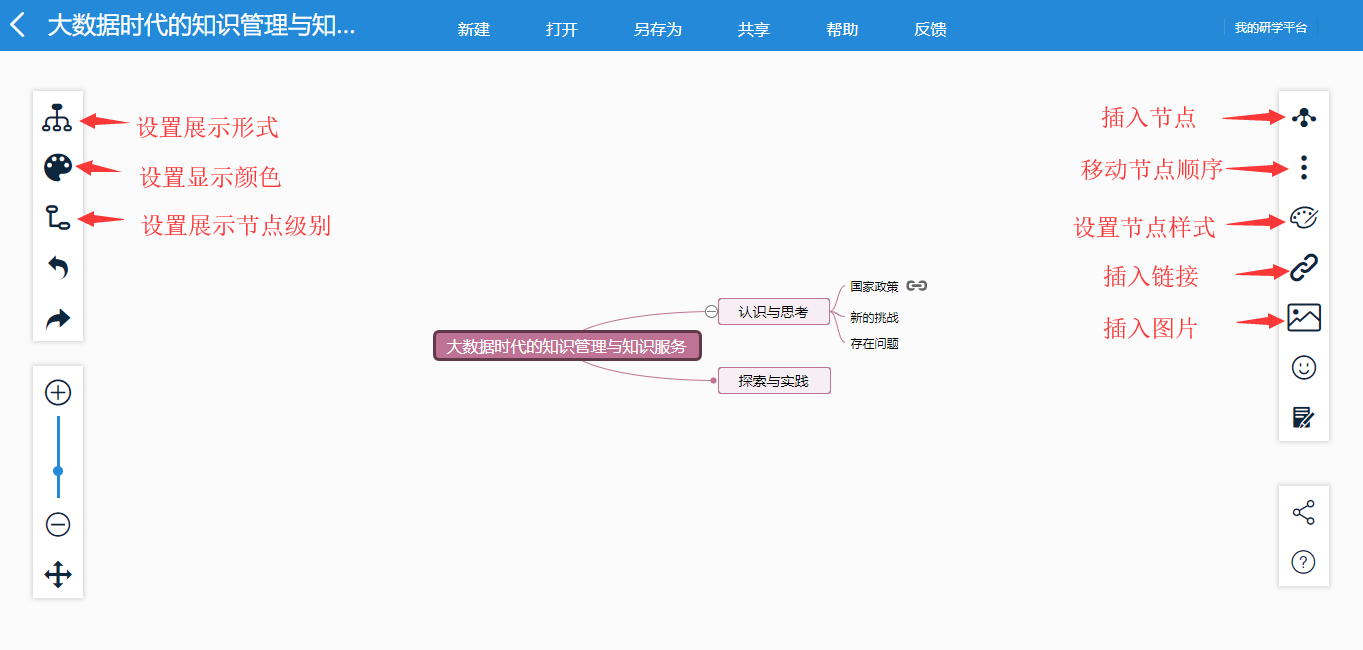 大数据时代的知识管理与知...
新建
打开
另存为
共享
帮助
反馈
我的研学平台
设置展示形式
设置显示颜色
设置展示节点级别
插入节点
移动节点顺序
设置节点样式
插入链接
插入图片
大数据时代的知识管理与知识服务
认识与思考
国家政策
新的挑战
存在问题
探索与实践